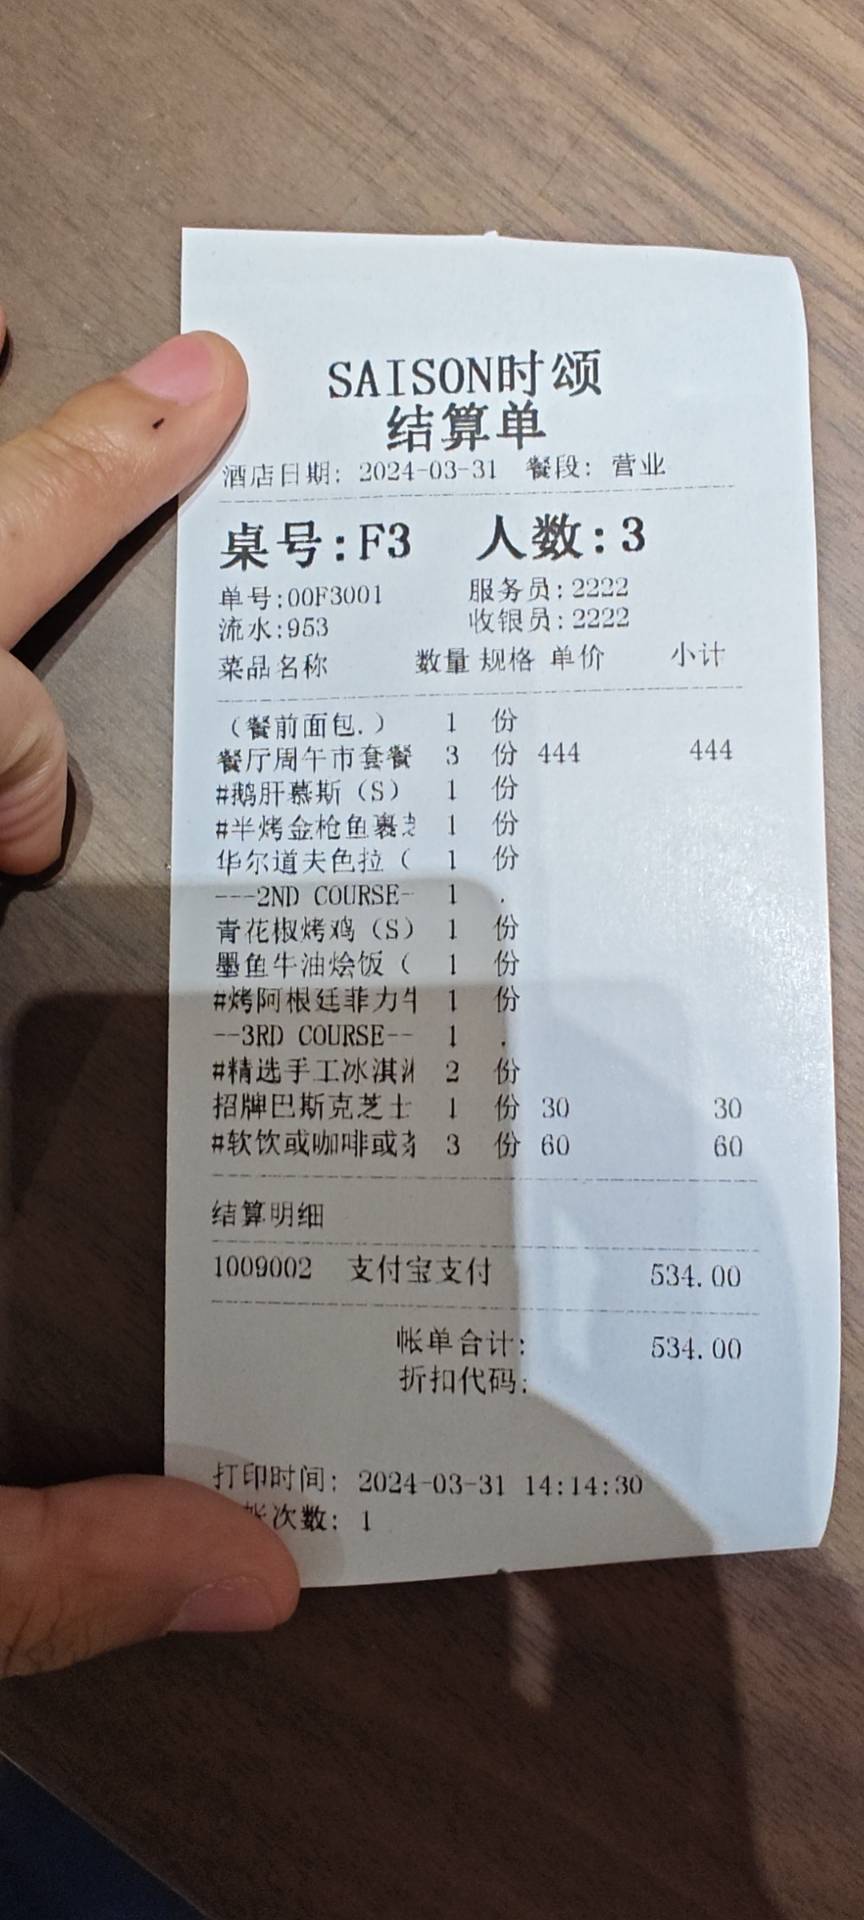 SAISON时颂
结算单
酒店日期: 2024-03-31 餐段: 营业
桌号:F3 人数:3
单号:00F3001 服务员:2222
流水:953 收银员:2222
菜品名称 数量 规格 单价 小计
（餐前面包.） 1 份
餐厅周午市套餐 3 份 444 444
#鹅肝慕斯（S） 1 份
#半烤金枪鱼裹 1 份
华尔道夫色拉（ 1 份
---2ND COURSE- 1 .
青花椒烤鸡（S） 1 份
墨鱼牛油烩饭（ 1 份
#烤阿根廷菲力牛 1 份
--3RD COURSE-- 1 .
#精选手工冰淇淋 2 份
招牌巴斯克芝士 1 份 30 30
#软饮或咖啡或茶 3 份 60 60
结算明细
1009002 支付宝支付 534.00
帐单合计: 534.00
折扣代码:
打印时间: 2024-03-31 14:14:30
次数: 1